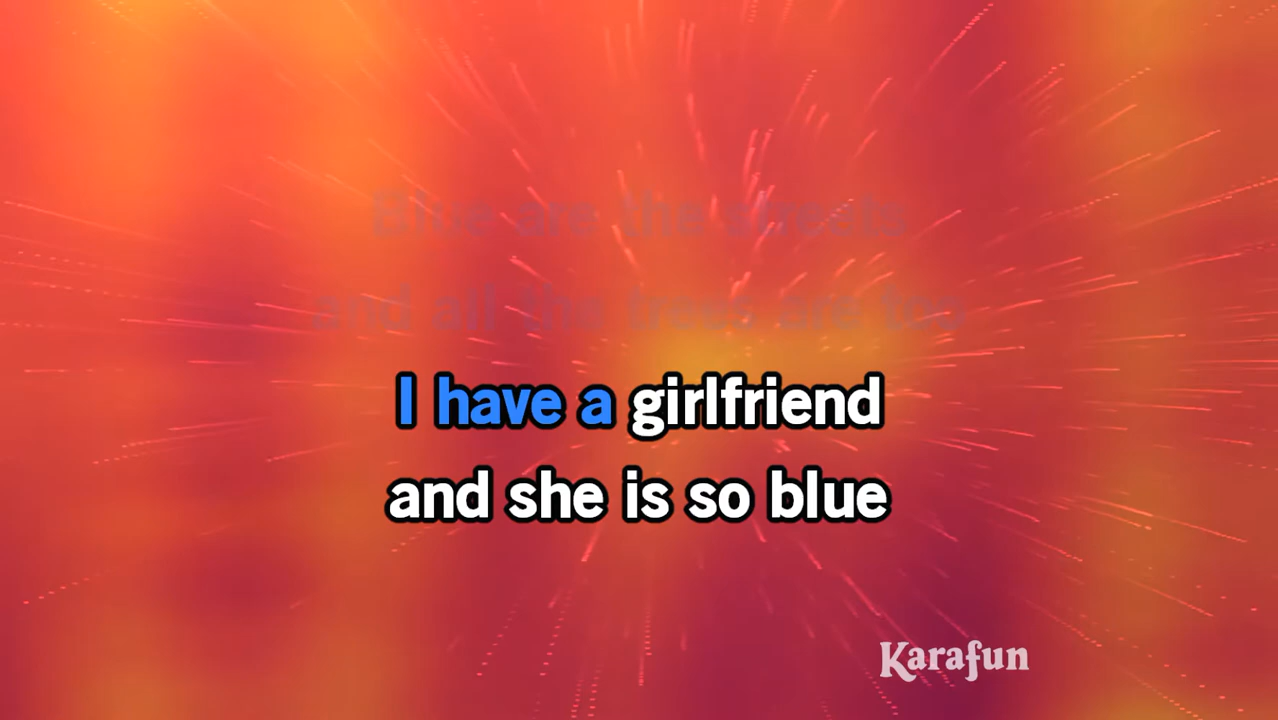 Blue are the streets
and all the trees are too
I have a girlfriend
and she is so blue
Karafun